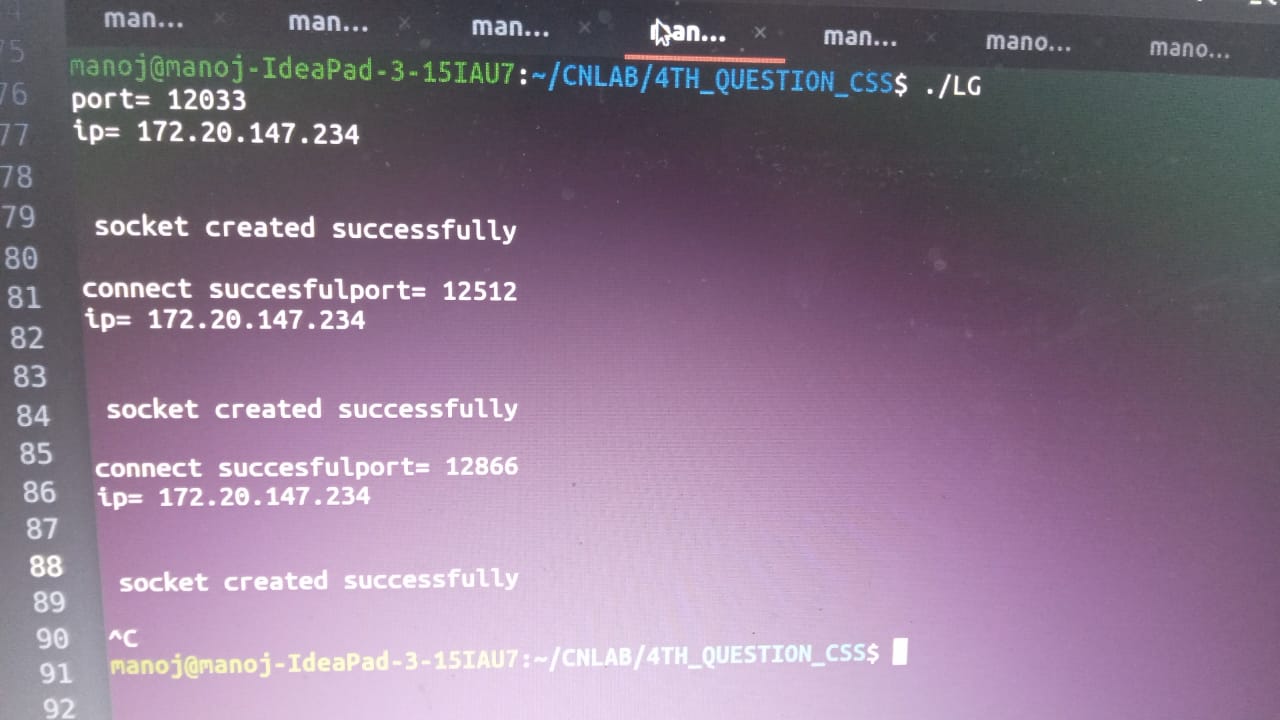 man... man... man... man... man... mano... mano...
75
76
77
78
79
80
81
82
83
84
85
86
87
88
89
90
91
92
manoj@manoj-IdeaPad-3-15IAU7:~/CNLAB/4TH_QUESTION_CSS$ ./LG
port= 12033
ip= 172.20.147.234
socket created successfully
connect succesfulport= 12512
ip= 172.20.147.234
socket created successfully
connect succesfulport= 12866
ip= 172.20.147.234
socket created successfully
^C
manoj@manoj-IdeaPad-3-15IAU7:~/CNLAB/4TH_QUESTION_CSS$